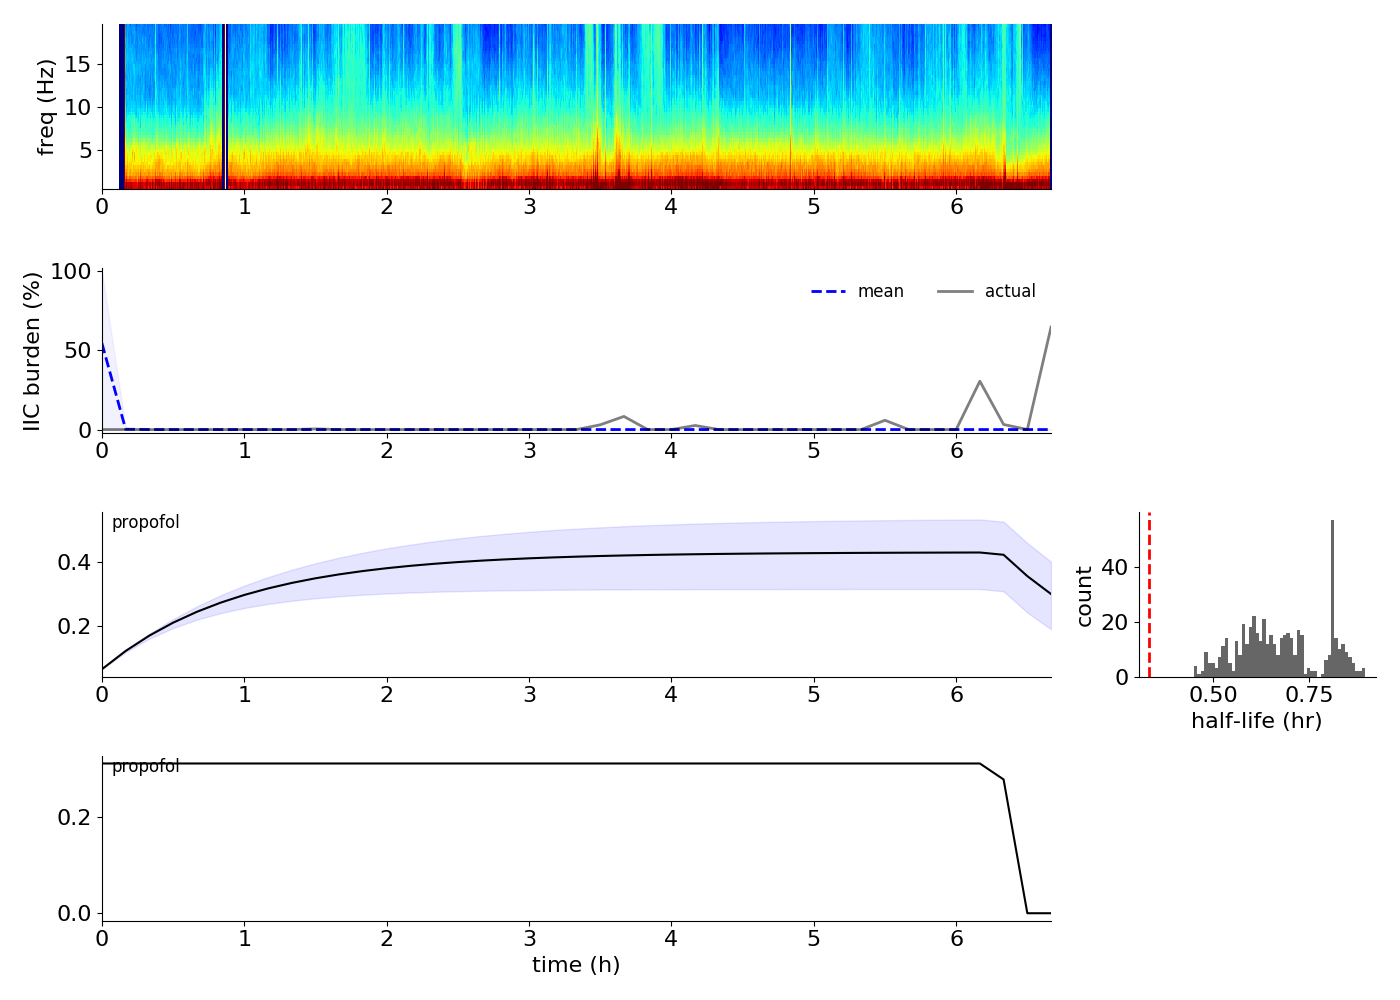 freq (Hz)
15
10
5
0 1 2 3 4 5 6
IIC burden (%)
100
50
0
mean actual
0 1 2 3 4 5 6
propofol
0.4
0.2
0 1 2 3 4 5 6
count
40
20
0
0.50 0.75
half-life (hr)
propofol
0.2
0.0
0 1 2 3 4 5 6
time (h)